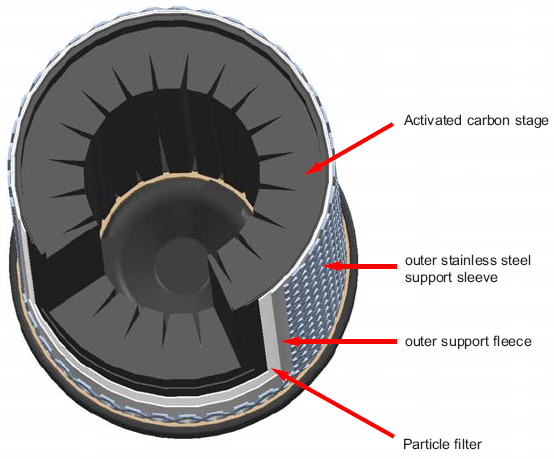 Activated carbon stage
outer stainless steel
support sleeve
outer support fleece
Particle filter